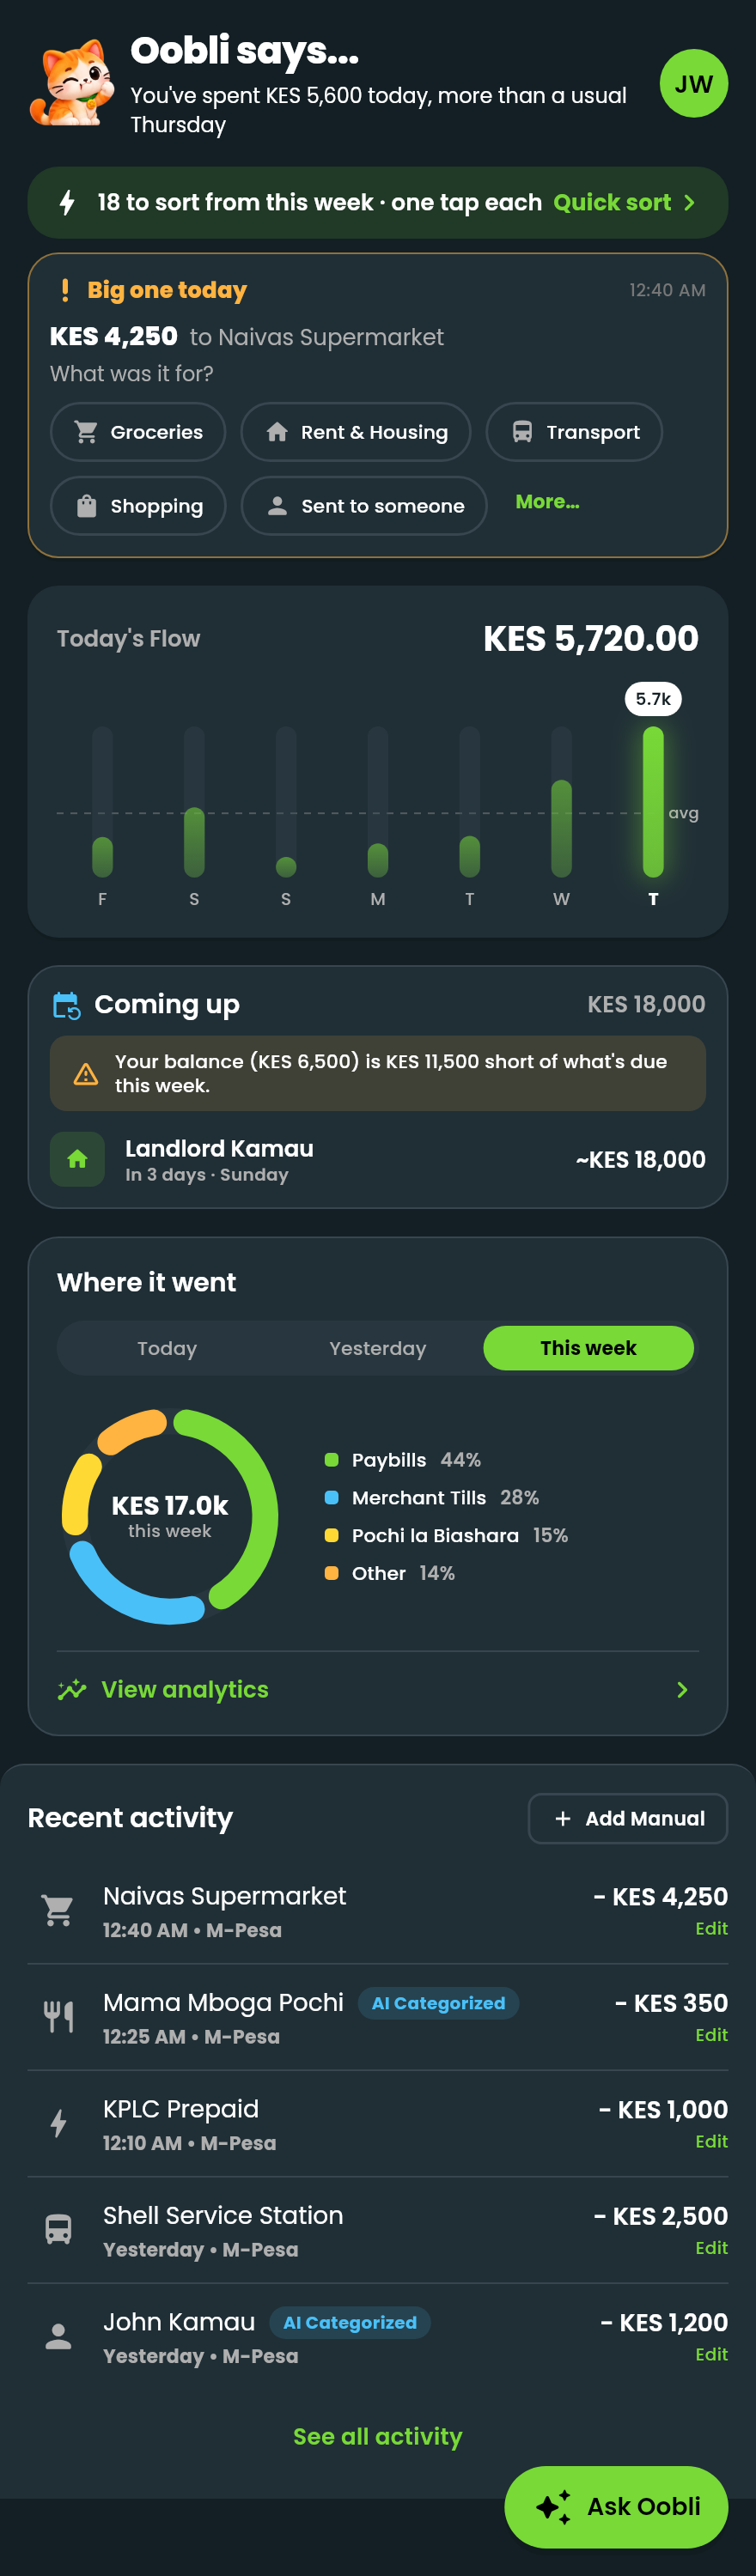 Oobli says...
You've spent KES 5,600 today, more than a usual
Thursday
JW
18 to sort from this week · one tap each Quick sort
Big one today
12:40 AM
KES 4,250 to Naivas Supermarket
What was it for?
Groceries
Rent & Housing
Transport
Shopping
Sent to someone
More...
Today's Flow
KES 5,720.00
5.7k
avg
F S S M T W T
Coming up
KES 18,000
Your balance (KES 6,500) is KES 11,500 short of what's due
this week.
Landlord Kamau
In 3 days · Sunday
~KES 18,000
Where it went
Today
Yesterday
This week
KES 17.0k
this week
Paybills 44%
Merchant Tills 28%
Pochi la Biashara 15%
Other 14%
View analytics
Recent activity
+ Add Manual
Naivas Supermarket
- KES 4,250
12:40 AM • M-Pesa
Edit
Mama Mboga Pochi
AI Categorized
- KES 350
12:25 AM • M-Pesa
Edit
KPLC Prepaid
- KES 1,000
12:10 AM • M-Pesa
Edit
Shell Service Station
- KES 2,500
Yesterday • M-Pesa
Edit
John Kamau
AI Categorized
- KES 1,200
Yesterday • M-Pesa
Edit
See all activity
Ask Oobli